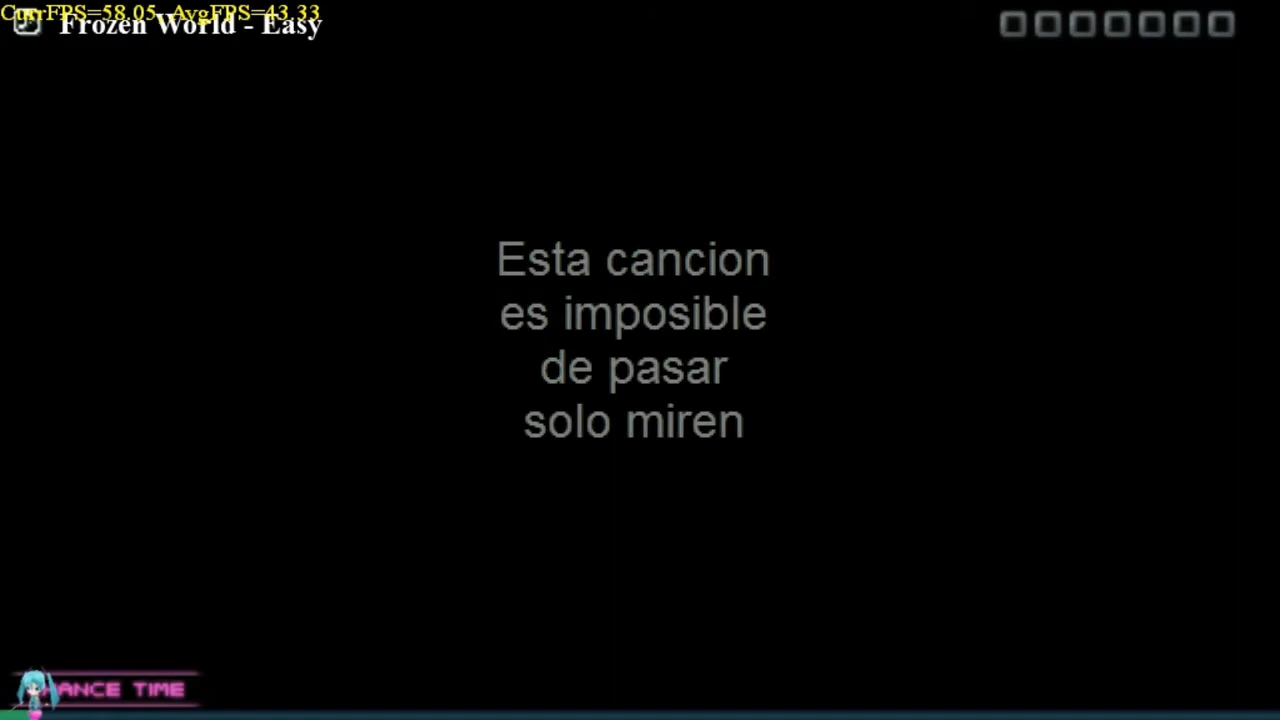 CurrFPS=58.05, AvgFPS=43.33
Frozen World - Easy
Esta cancion
es imposible
de pasar
solo miren
ANCE TIME